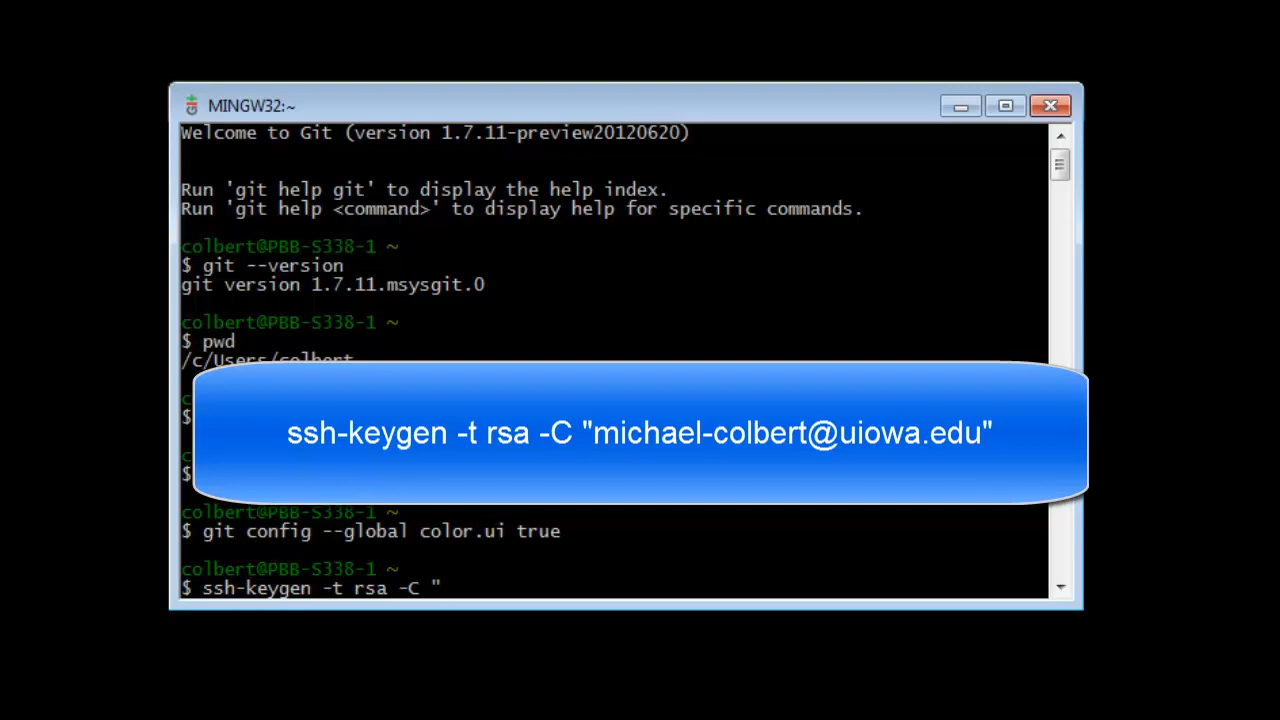 MINGW32:~
Welcome to Git (version 1.7.11-preview20120620)
Run 'git help git' to display the help index.
Run 'git help <command>' to display help for specific commands.
colbert@PBB-S338-1 ~
$ git --version
git version 1.7.11.msysgit.0
colbert@PBB-S338-1 ~
$ pwd
/c/Users/colbert
c
$
ssh-keygen -t rsa -C "michael-colbert@uiowa.edu"
c
$
colbert@PBB-S338-1 ~
$ git config --global color.ui true
colbert@PBB-S338-1 ~
$ ssh-keygen -t rsa -C "